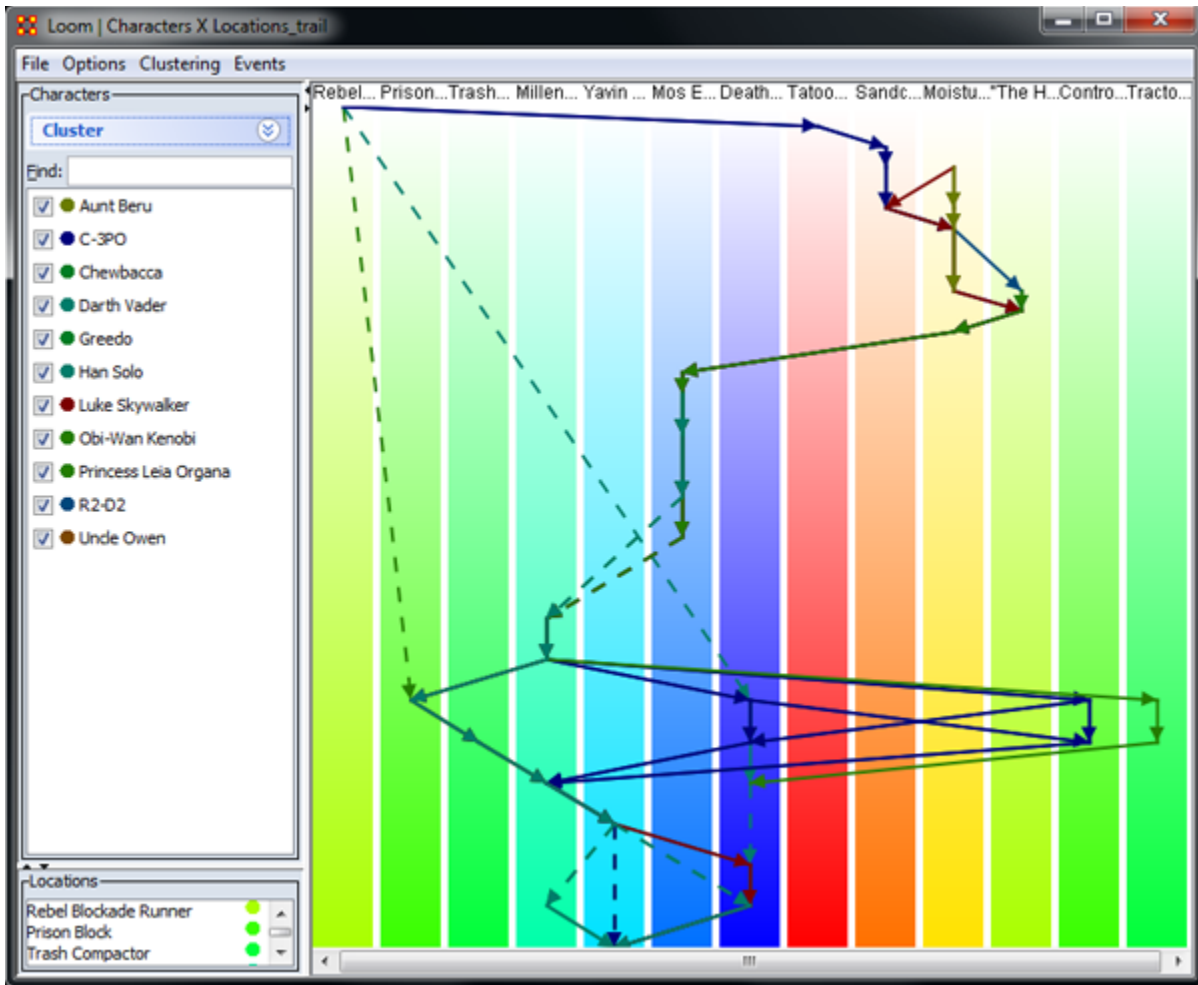 Loom | Characters X Locations_trail
File Options Clustering Events
Characters
Cluster
Find:
Aunt Beru
C-3PO
Chewbacca
Darth Vader
Greedo
Han Solo
Luke Skywalker
Obi-Wan Kenobi
Princess Leia Organa
R2-D2
Uncle Owen
Locations
Rebel Blockade Runner
Prison Block
Trash Compactor
Rebel... Prison... Trash... Millen... Yavin ... Mos E... Death... Tatoo... Sandc... Moistu... "The H... Contro... Tracto...